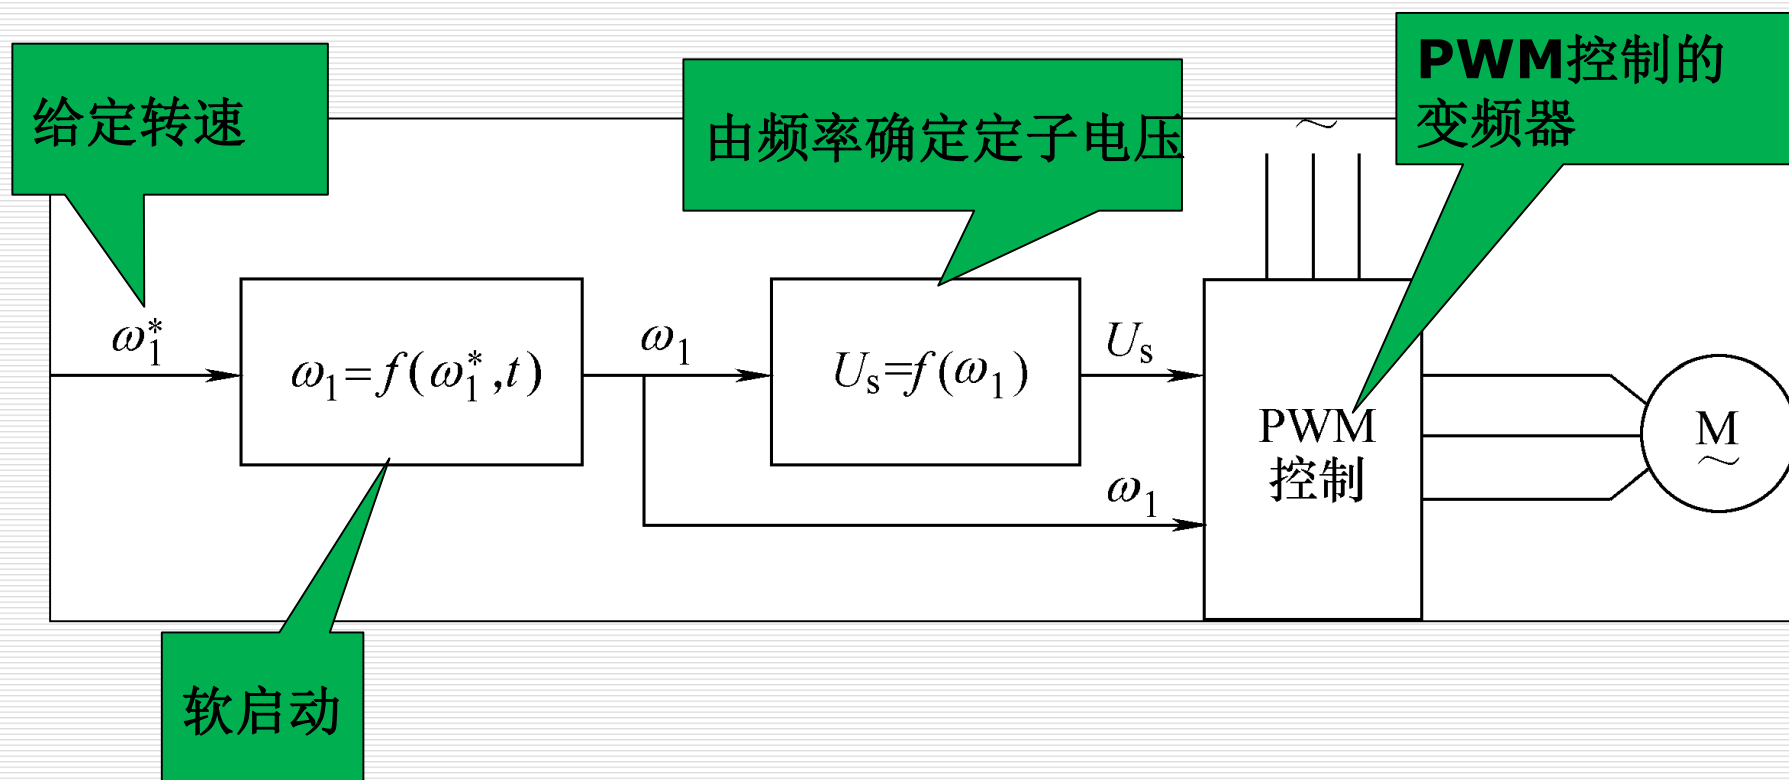 给定转速
由频率确定定子电压
PWM控制的
变频器
~
ω₁*
ω₁=f(ω₁*,t)
ω₁
Uₛ=f(ω₁)
Uₛ
ω₁
PWM
控制
M
~
软启动